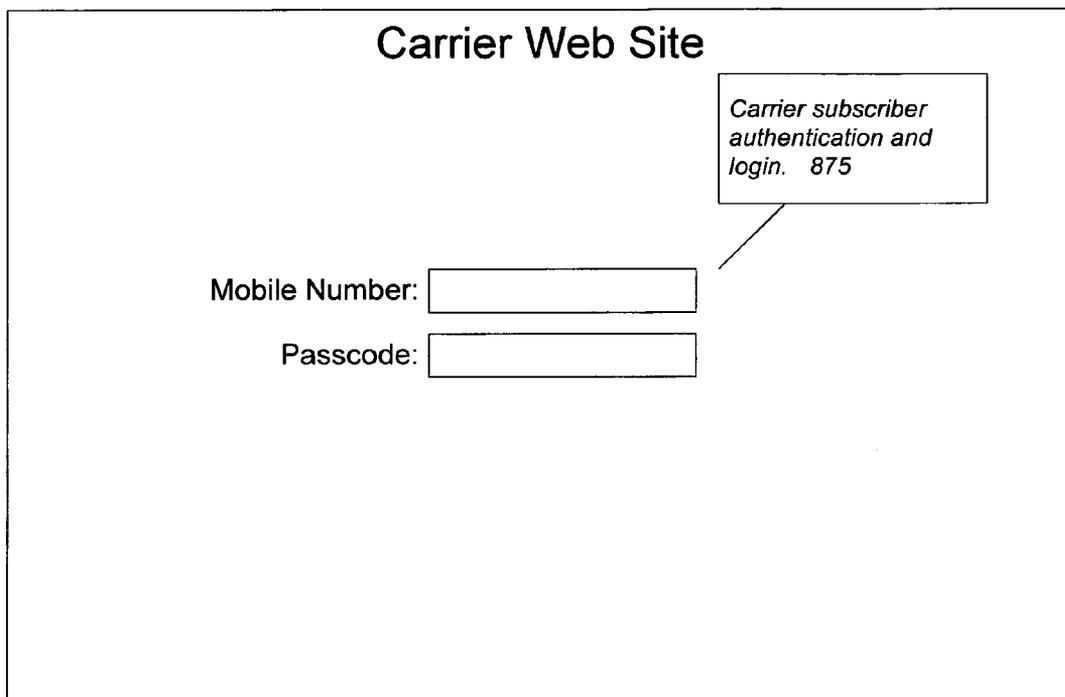 Carrier Web Site
Carrier subscriber
authentication and
login. 875
Mobile Number:
Passcode: